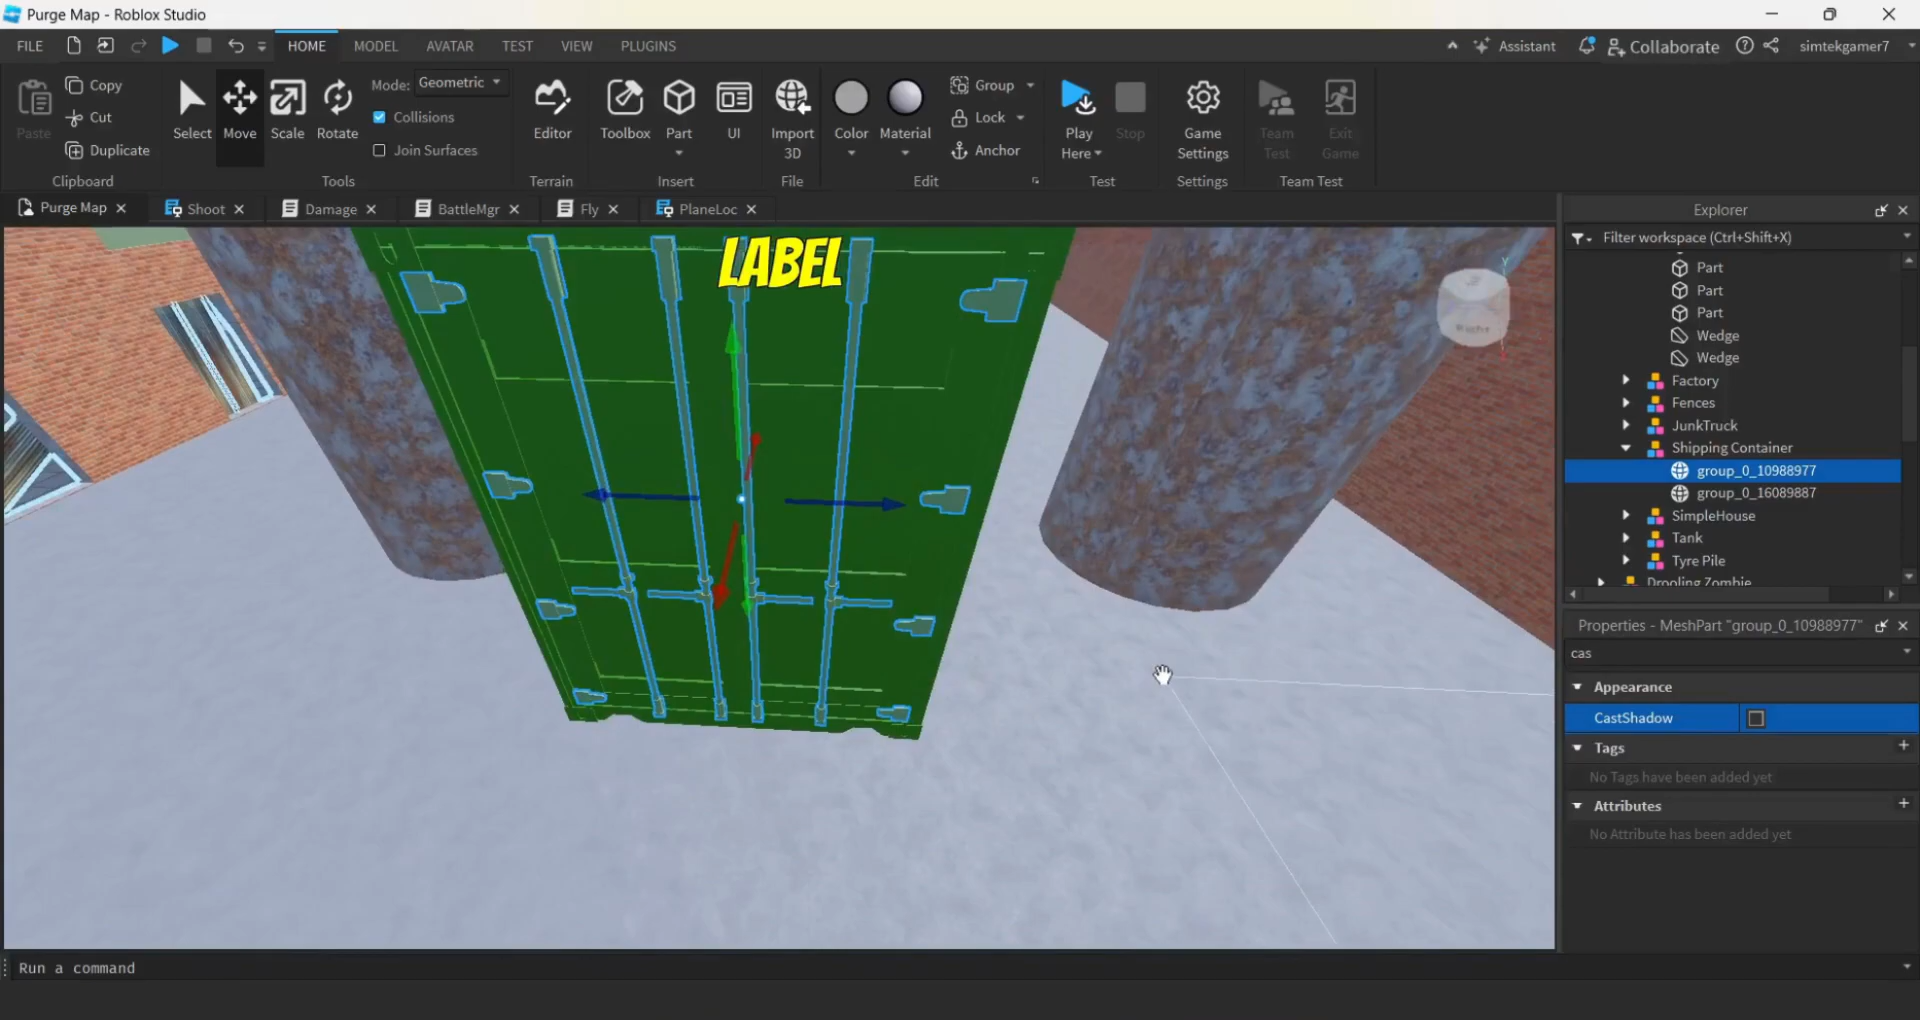 Purge Map - Roblox Studio
FILE HOME MODEL AVATAR TEST VIEW PLUGINS Assistant Collaborate simtekgamer7
Paste Copy Cut Duplicate Clipboard
Select Move Scale Rotate Mode: Geometric Collisions Join Surfaces Tools
Editor Terrain
Toolbox Part UI Insert
Import 3D File
Color Material Group Lock Anchor Edit
Play Here Stop Test
Game Settings Settings
Team Test Exit Game Team Test
Purge Map Shoot Damage BattleMgr Fly PlaneLoc
LABEL
Right
Explorer
Filter workspace (Ctrl+Shift+X)
Part
Part
Part
Wedge
Wedge
Factory
Fences
JunkTruck
Shipping Container
group_0_10988977
group_0_16089887
SimpleHouse
Tank
Tyre Pile
Drooling Zombie
Properties - MeshPart "group_0_10988977"
cas
Appearance
CastShadow
Tags
No Tags have been added yet
Attributes
No Attribute has been added yet
Run a command